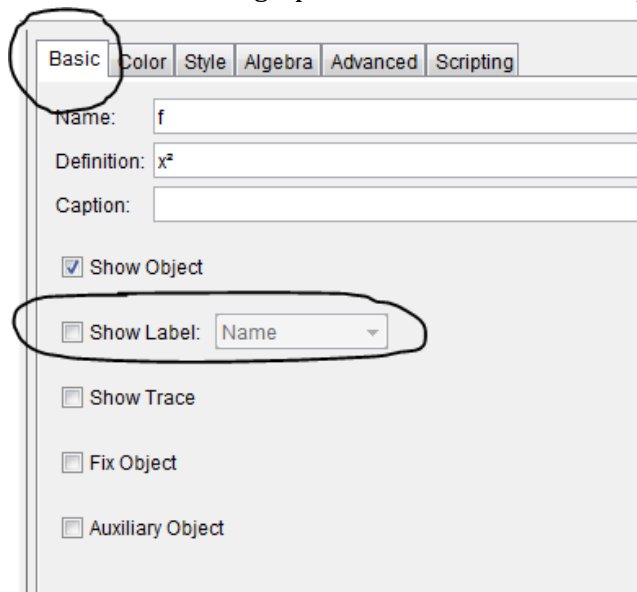 Basic Color Style Algebra Advanced Scripting
Name: f
Definition: x²
Caption:
Show Object
Show Label: Name
Show Trace
Fix Object
Auxiliary Object